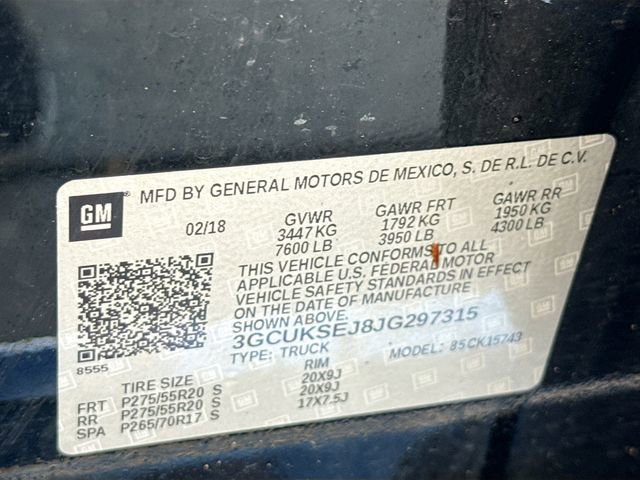 GM ® MFD BY GENERAL MOTORS DE MEXICO, S. DE R.L. DE C.V.
02/18 GVWR GAWR FRT GAWR RR
3447 KG 1792 KG 1950 KG
7600 LB 3950 LB 4300 LB
THIS VEHICLE CONFORMS TO ALL
APPLICABLE U.S. FEDERAL MOTOR
VEHICLE SAFETY STANDARDS IN EFFECT
ON THE DATE OF MANUFACTURE
SHOWN ABOVE.
3GCUKSEJ8JG297315
8555 TYPE: TRUCK MODEL: 85CK15743
TIRE SIZE RIM
FRT P275/55R20 S 20X9J
RR P275/55R20 S 20X9J
SPA P265/70R17 S 17X7.5J